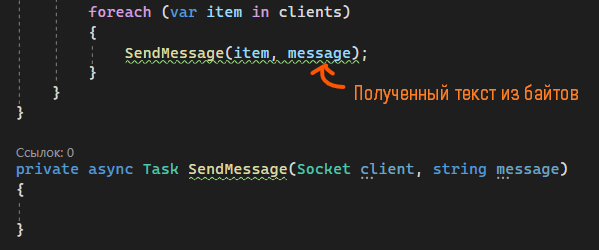 foreach (var item in clients)
{
SendMessage(item, message);
}
Полученный текст из байтов
}
}
Ссылок: 0
private async Task SendMessage(Socket client, string message)
{
}